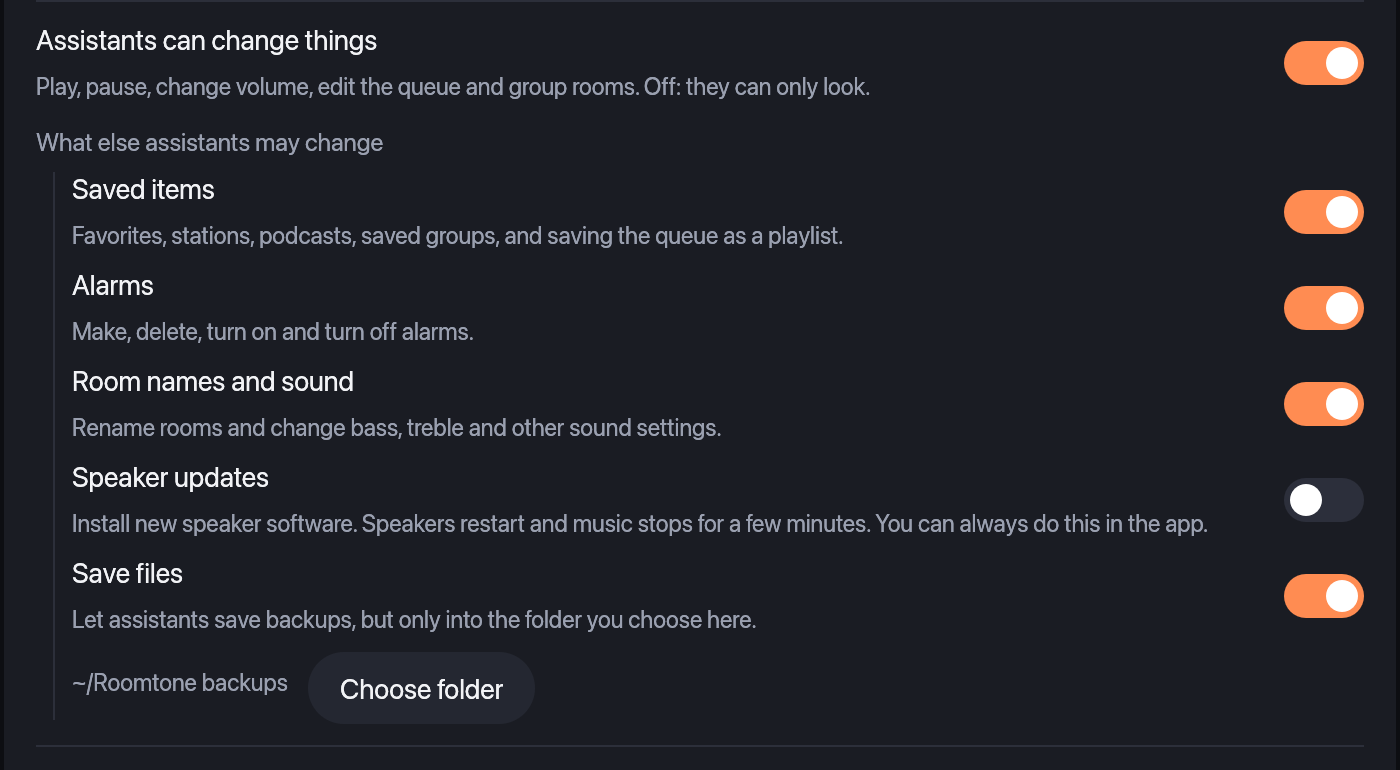 Assistants can change things
Play, pause, change volume, edit the queue and group rooms. Off: they can only look.
What else assistants may change
Saved items
Favorites, stations, podcasts, saved groups, and saving the queue as a playlist.
Alarms
Make, delete, turn on and turn off alarms.
Room names and sound
Rename rooms and change bass, treble and other sound settings.
Speaker updates
Install new speaker software. Speakers restart and music stops for a few minutes. You can always do this in the app.
Save files
Let assistants save backups, but only into the folder you choose here.
~/Roomtone backups
Choose folder